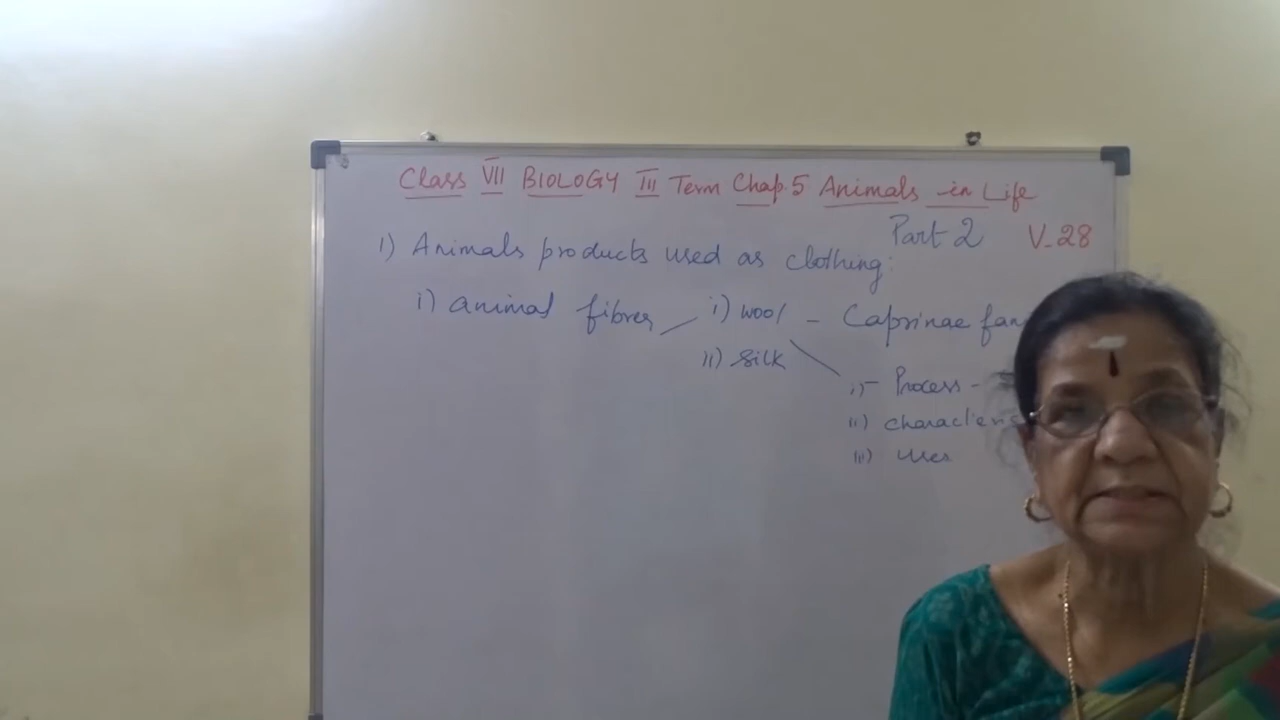 Class VII BIOLOGY III Term Chap.5 Animals in Life
Part 2 V-28
1) Animals products used as clothing:
i) animal fibres i) wool - Caprinae
ii) Silk
i) - Process -
ii)
iii) Uses